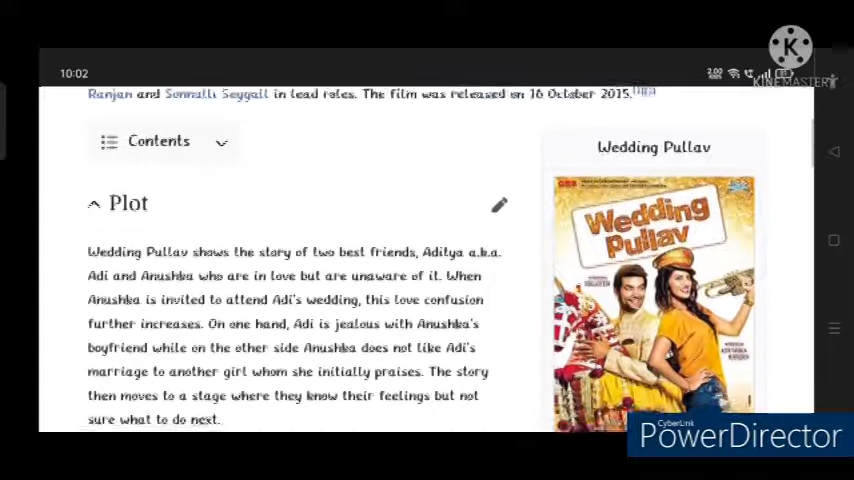 10:02
2.00
KINEMASTER
Ranjan and Sonnalli Seygall in lead roles. The film was released on 16 October 2015.
Contents
Wedding Pullav
Plot
Wedding Pullav shows the story of two best friends, Aditya a.k.a.
Adi and Anushka who are in love but are unaware of it. When
Anushka is invited to attend Adi's wedding, this love confusion
further increases. On one hand, Adi is jealous with Anushka's
boyfriend while on the other side Anushka does not like Adi's
marriage to another girl whom she initially praises. The story
then moves to a stage where they know their feelings but not
sure what to do next.
Wedding
Pullav
CyberLink
PowerDirector